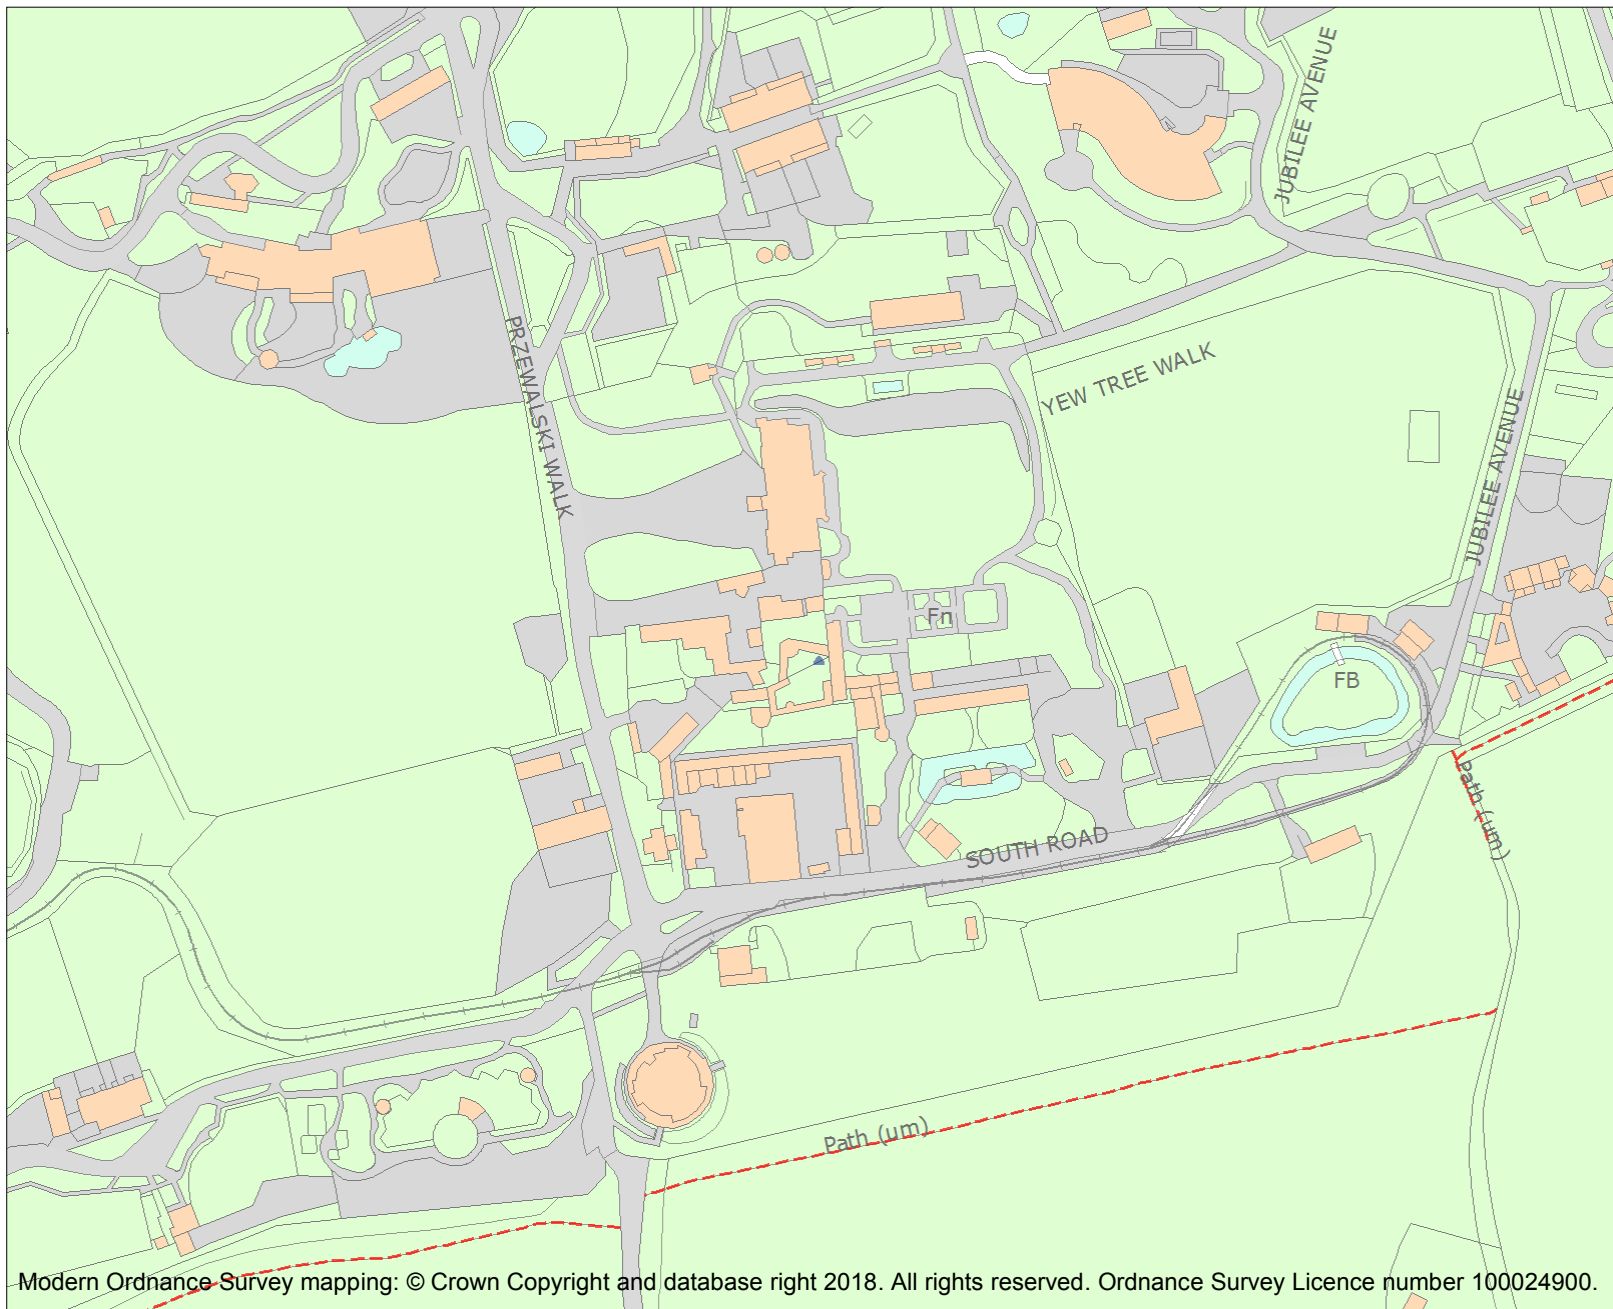 JUBILEE AVENUE
PRZEWALSKI WALK
YEW TREE WALK
JUBILEE AVENUE
Fn
FB
Path (um)
SOUTH ROAD
Path (um)
Modern Ordnance Survey mapping: © Crown Copyright and database right 2018. All rights reserved. Ordnance Survey Licence number 100024900.